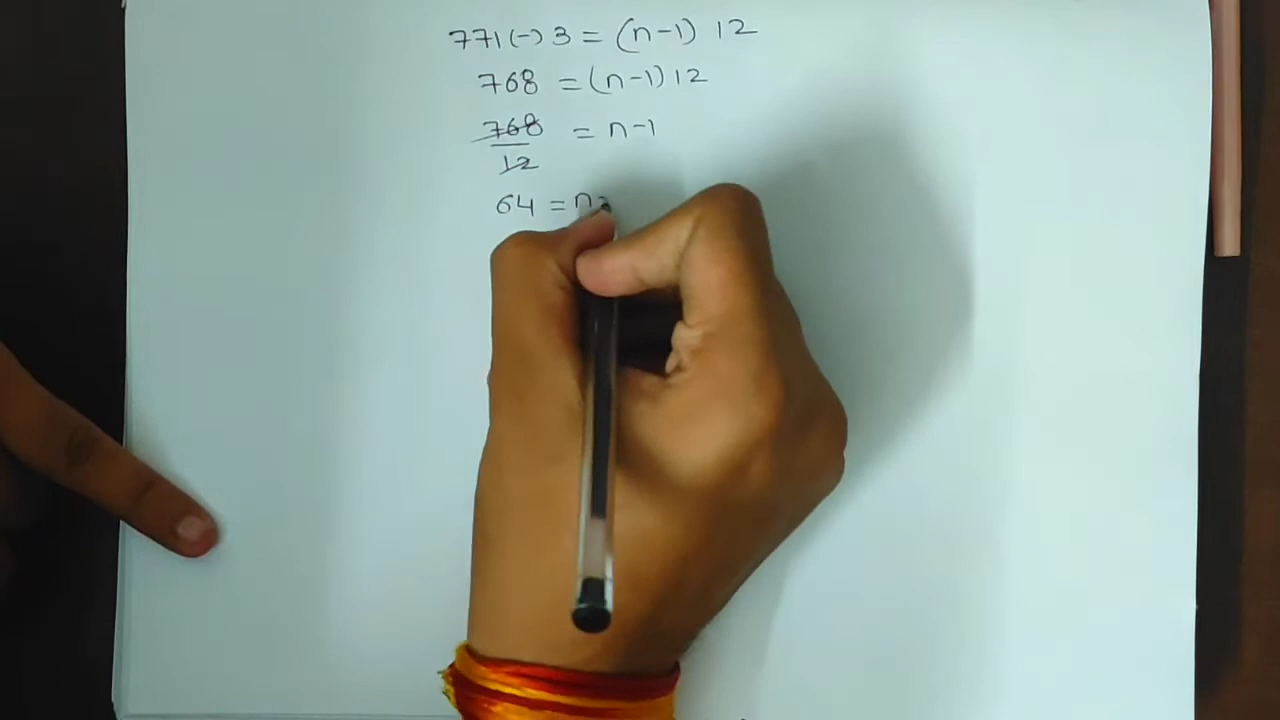 771(-) 3 = (n-1) 12
768 = (n-1) 12
768 = n-1
12
64 = n